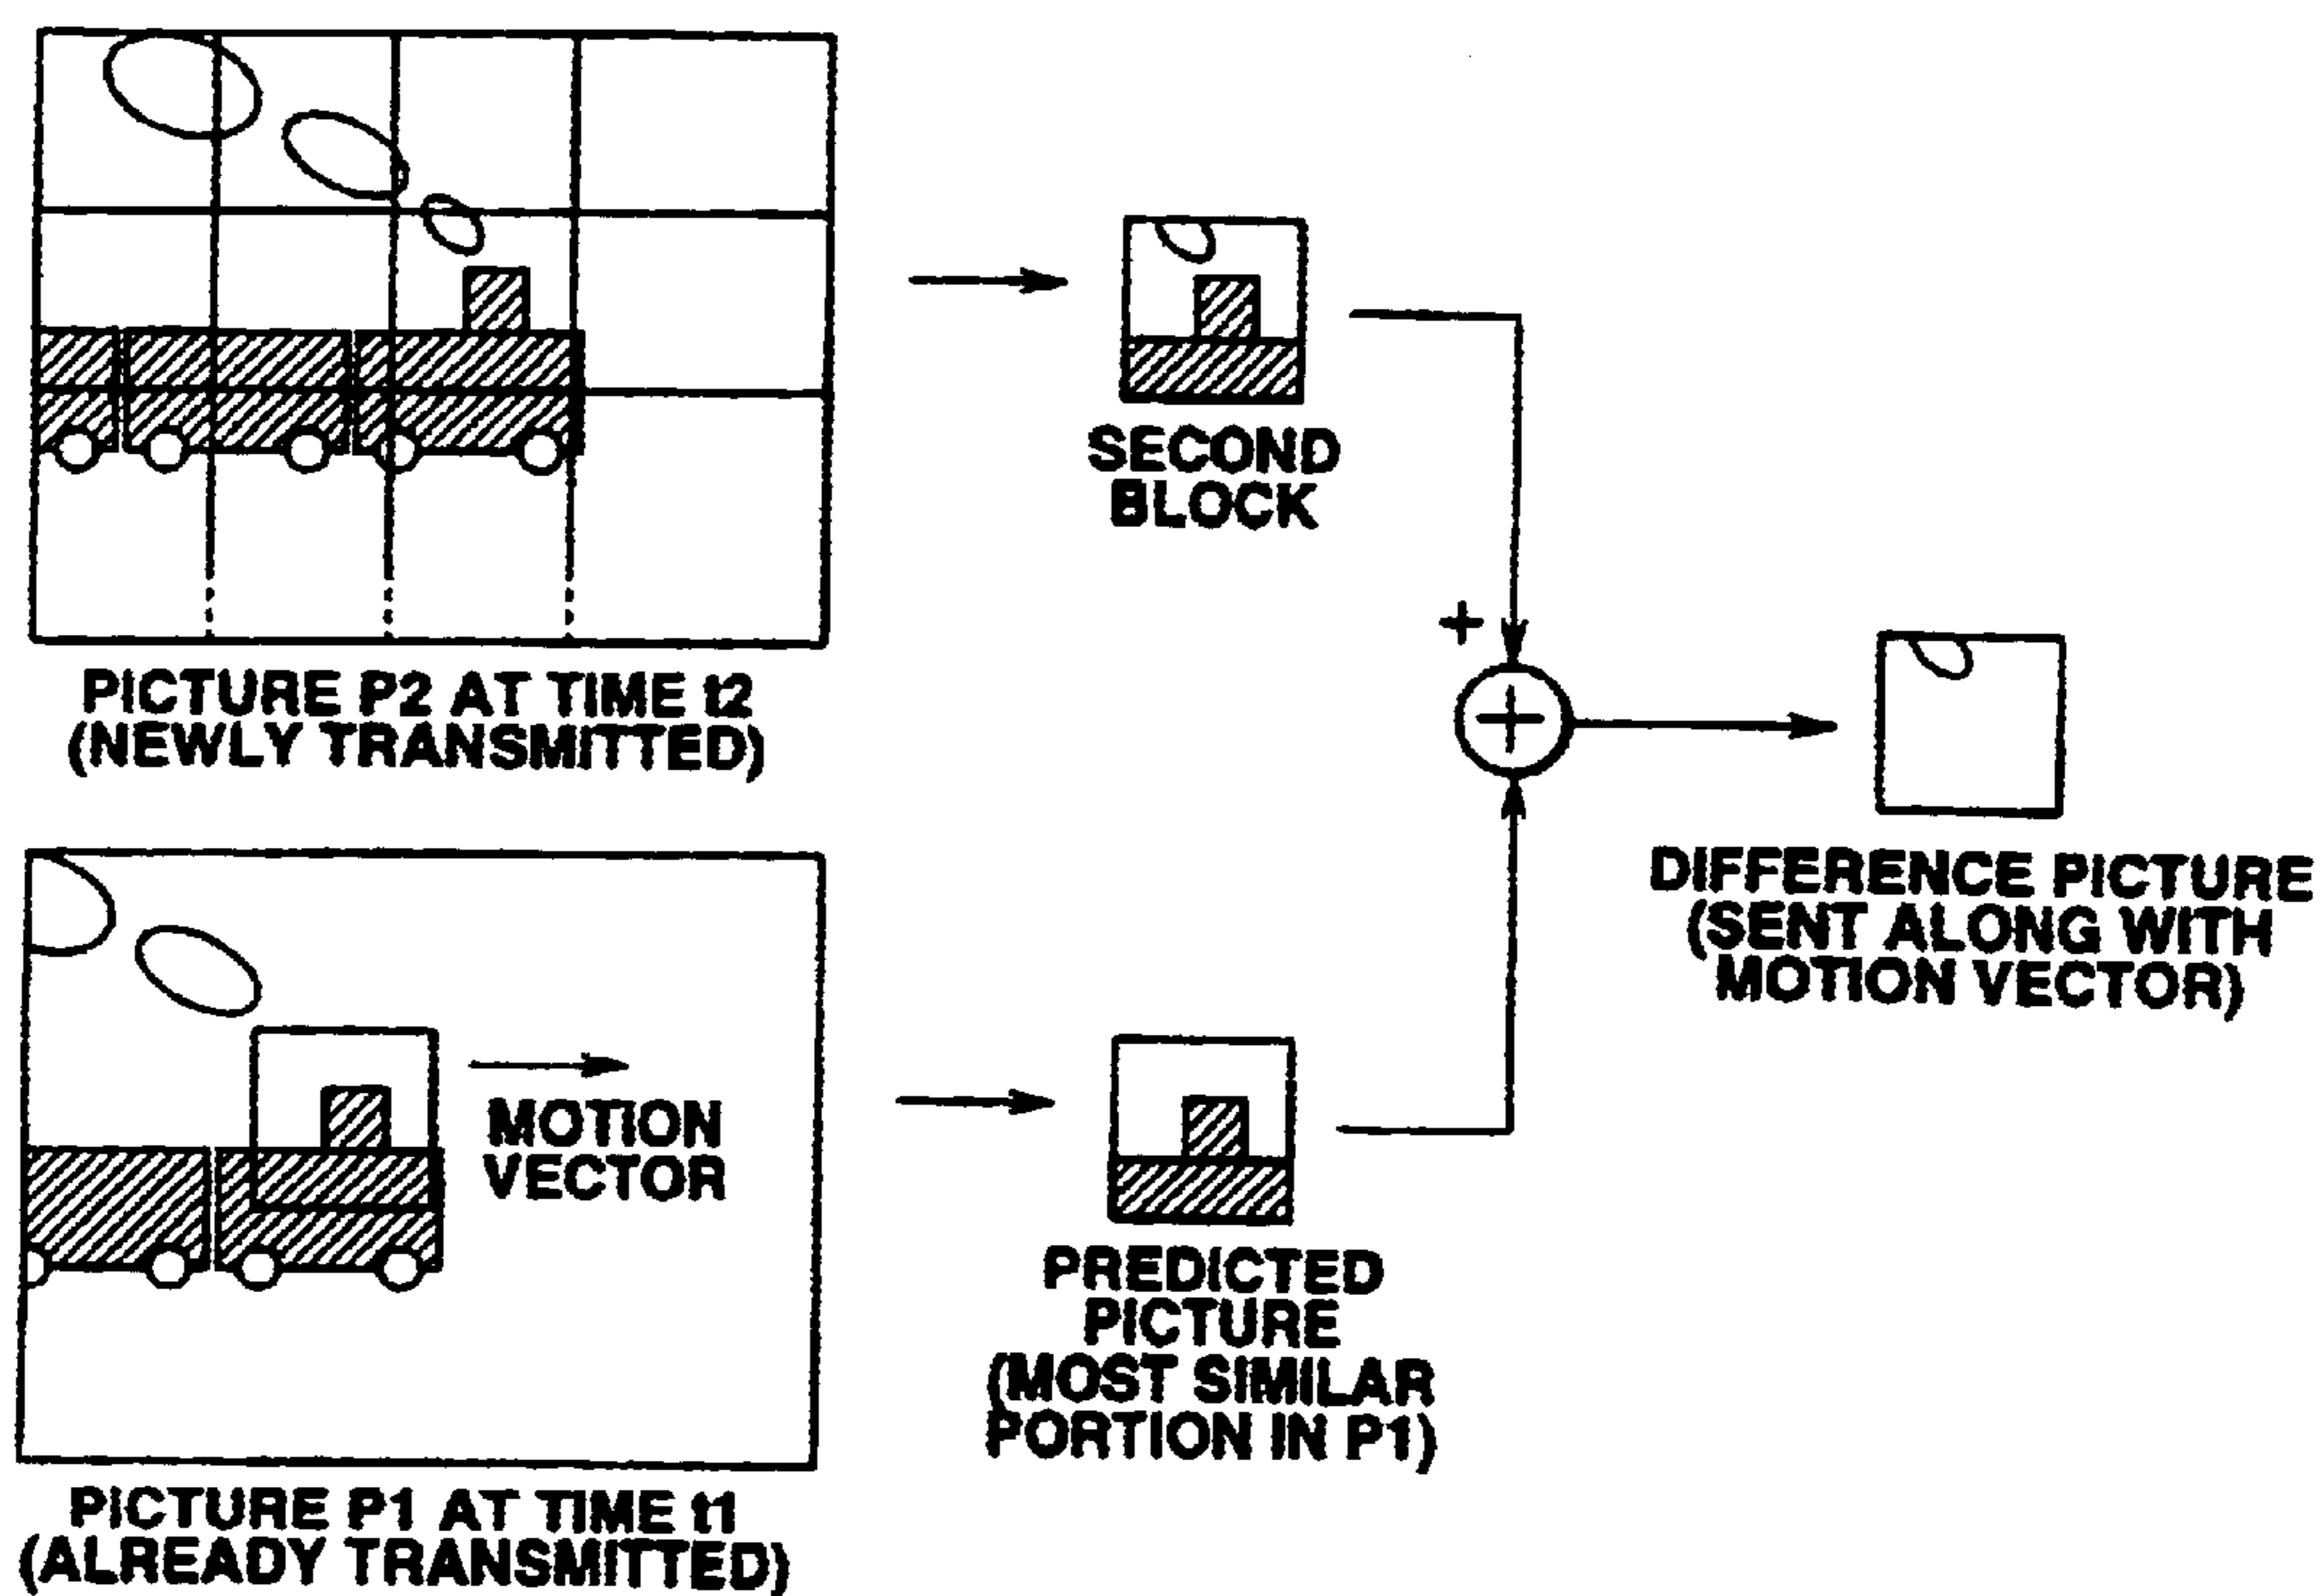 SECOND
BLOCK
+
PICTURE P2 AT TIME t2
(NEWLY TRANSMITTED)
DIFFERENCE PICTURE
(SENT ALONG WITH
MOTION VECTOR)
MOTION
VECTOR
PREDICTED
PICTURE
(MOST SIMILAR
PORTION IN P1)
PICTURE P1 AT TIME t1
(ALREADY TRANSMITTED)